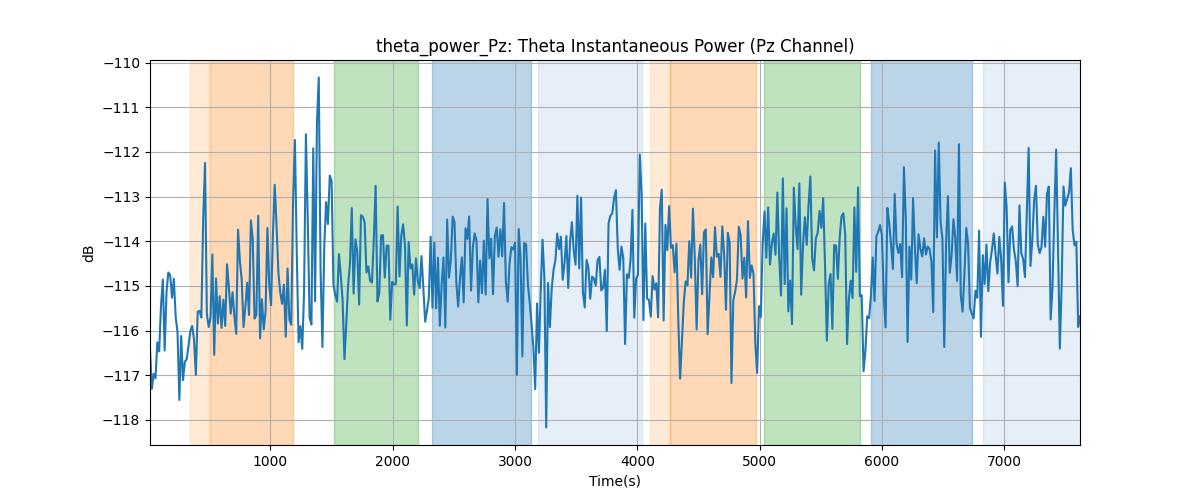 theta_power_Pz: Theta Instantaneous Power (Pz Channel)
−110
−111
−112
−113
−114
−115
−116
−117
−118
dB
1000 2000 3000 4000 5000 6000 7000
Time(s)